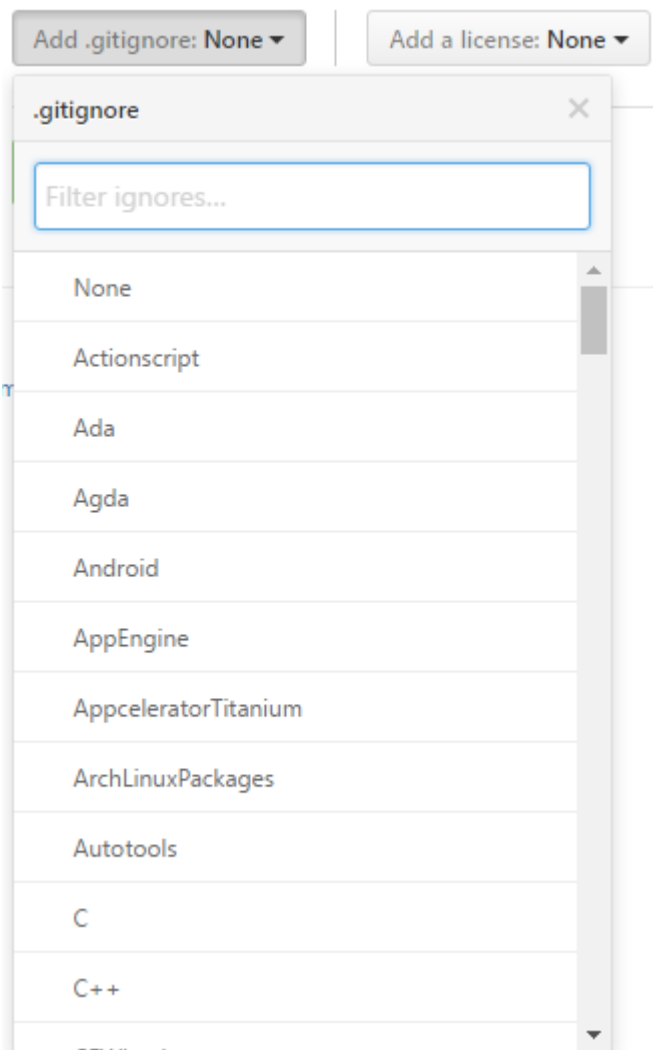 Add .gitignore: None Add a license: None
.gitignore
Filter ignores...
None
Actionscript
Ada
Agda
Android
AppEngine
AppceleratorTitanium
ArchLinuxPackages
Autotools
C
C++